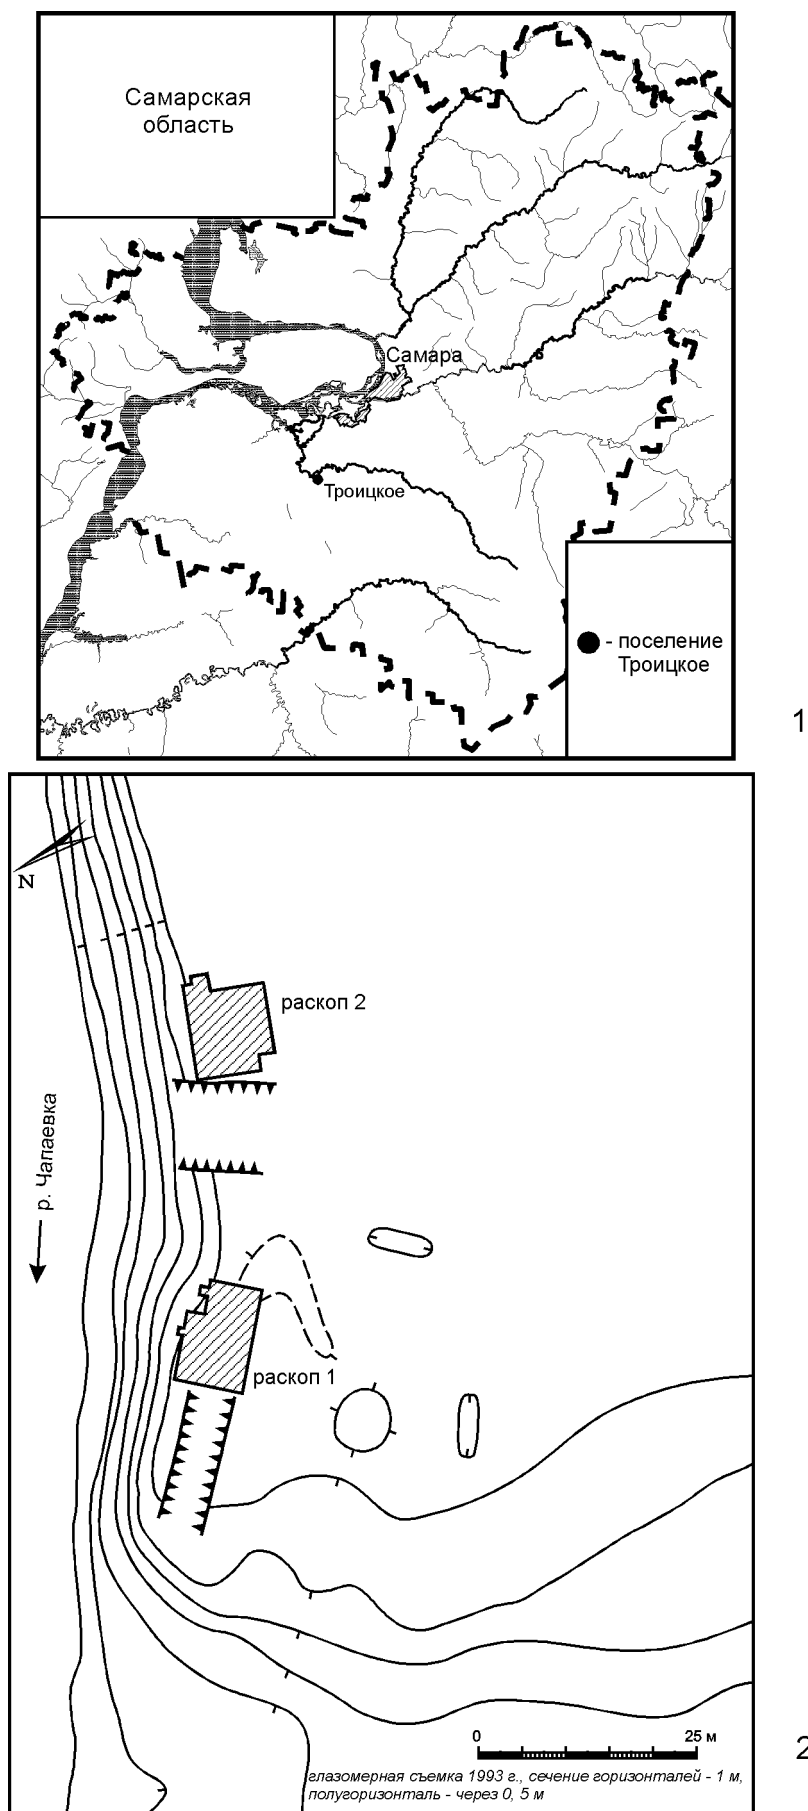 Самарская
область
Самара
Троицкое
- поселение
Троицкое
1
N
раскоп 2
р. Чапаевка
раскоп 1
0 25 м
глазомерная съемка 1993 г., сечение горизонталей - 1 м,
полугоризонталь - через 0, 5 м
2